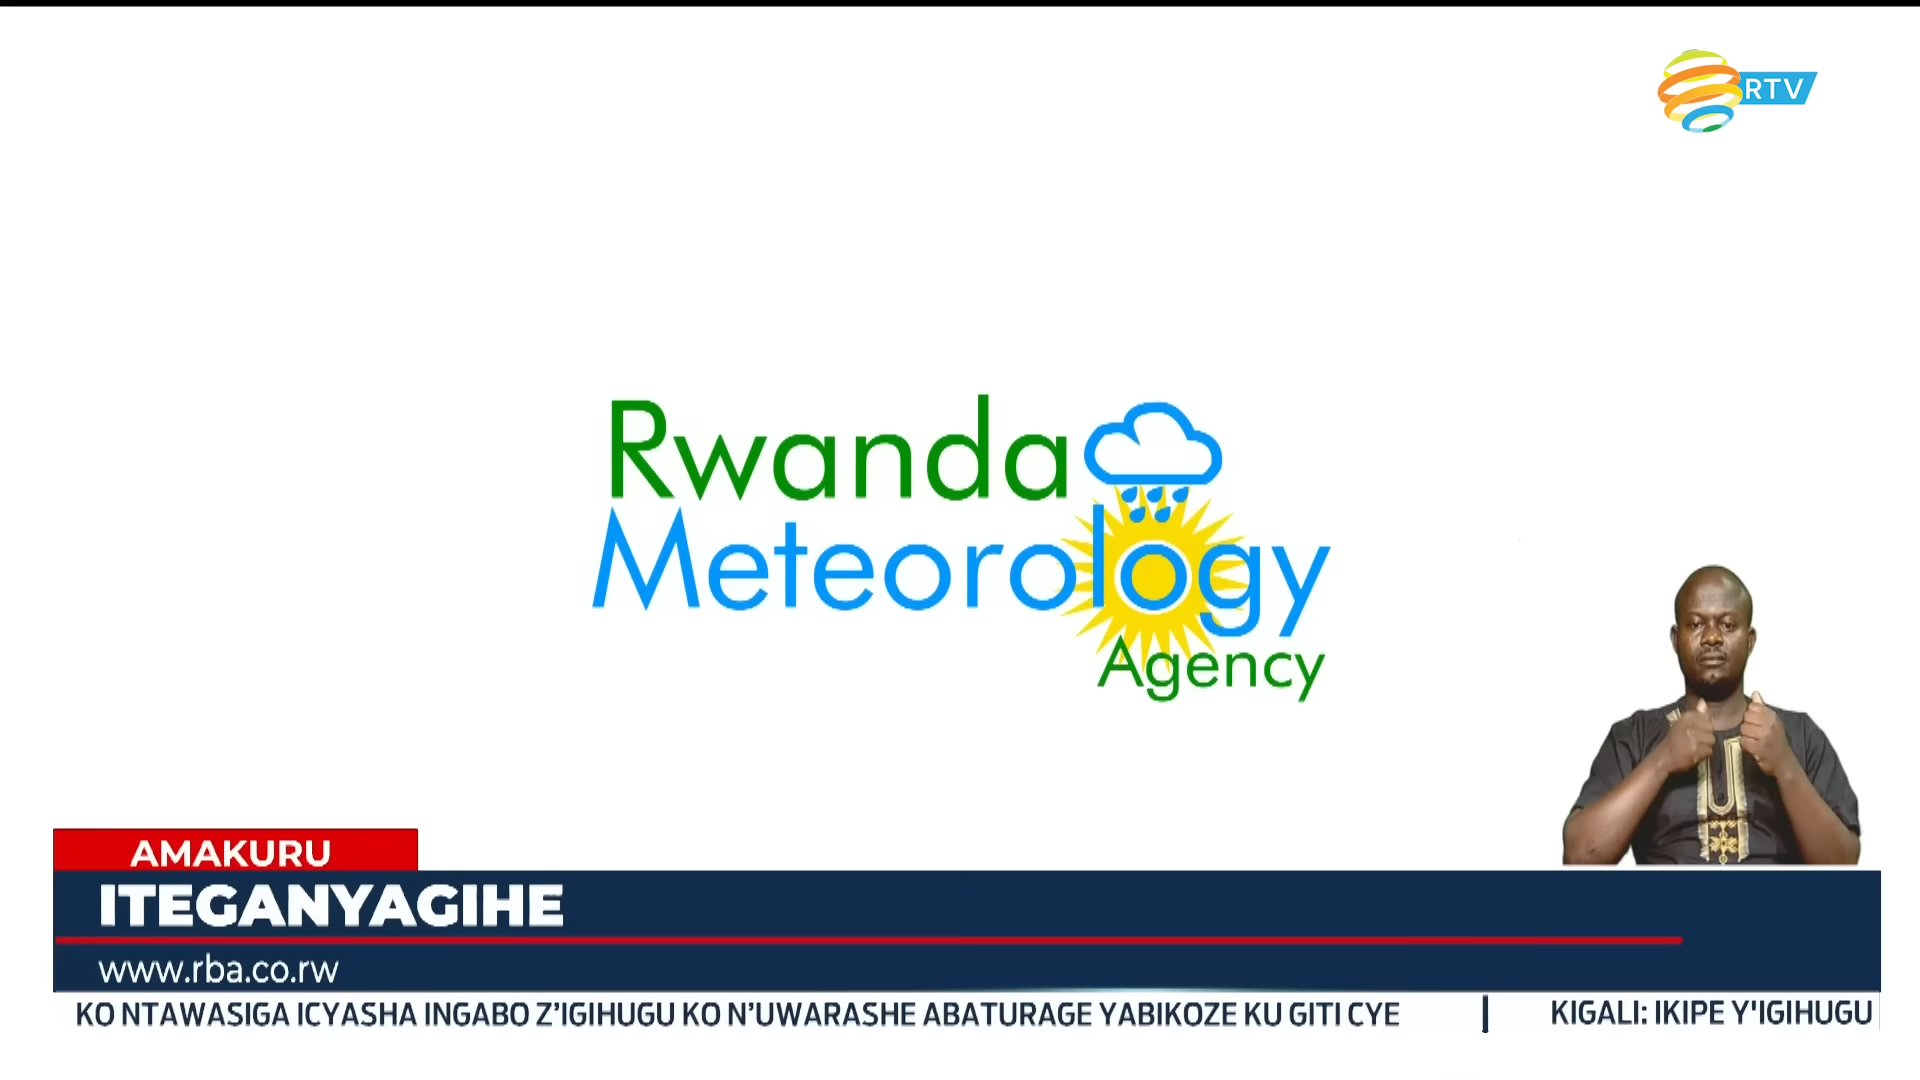 RTV
Rwanda
Meteorology
Agency
AMAKURU
ITEGANYAGIHE
www.rba.co.rw
KO NTAWASIGA ICYASHA INGABO Z’IGIHUGU KO N’UWARASHE ABATURAGE YABIKOZE KU GITI CYE | KIGALI: IKIPE Y'IGIHUGU